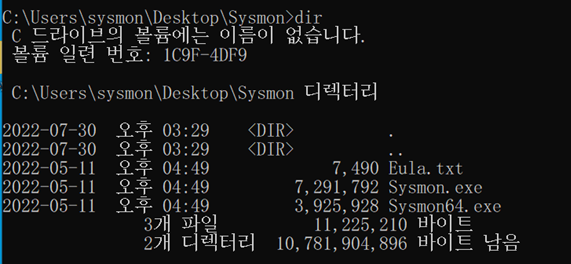 C:\Users\sysmon\Desktop\Sysmon>dir
C 드라이브의 볼륨에는 이름이 없습니다.
볼륨 일련 번호: 1C9F-4DF9
C:\Users\sysmon\Desktop\Sysmon 디렉터리
2022-07-30 오후 03:29 <DIR> .
2022-07-30 오후 03:29 <DIR> ..
2022-05-11 오후 04:49 7,490 Eula.txt
2022-05-11 오후 04:49 7,291,792 Sysmon.exe
2022-05-11 오후 04:49 3,925,928 Sysmon64.exe
3개 파일 11,225,210 바이트
2개 디렉터리 10,781,904,896 바이트 남음